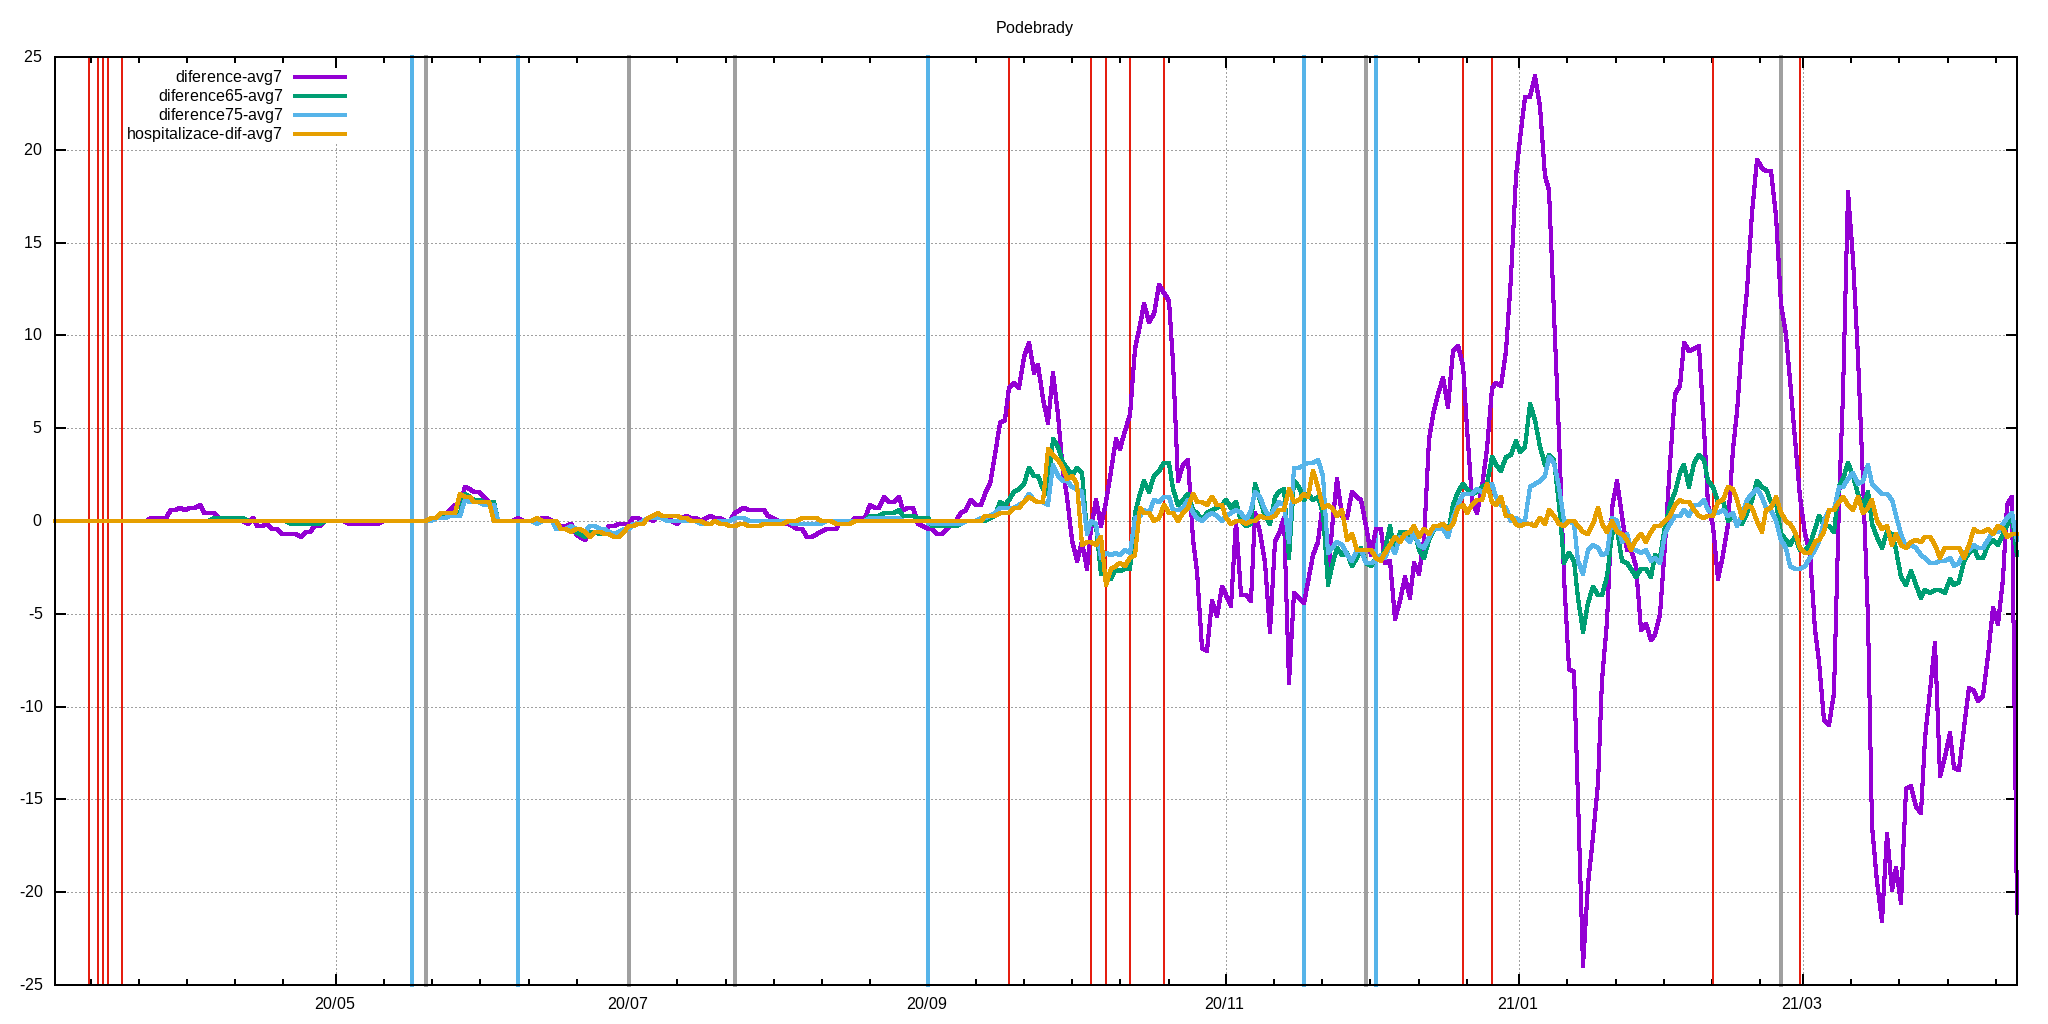 Podebrady
25
diference-avg7
diference65-avg7
diference75-avg7
hospitalizace-dif-avg7
20
15
10
5
0
-5
-10
-15
-20
-25
20/05 20/07 20/09 20/11 21/01 21/03